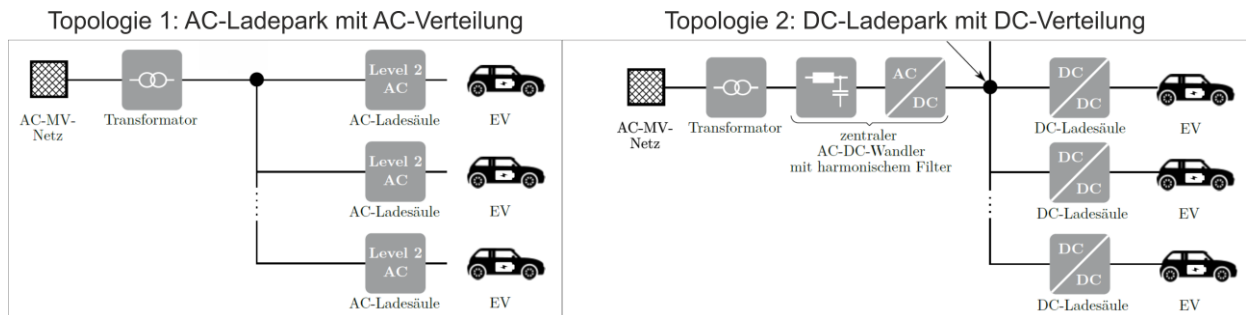 Topologie 1: AC-Ladepark mit AC-Verteilung
Level 2
AC
AC-MV-
Netz
Transformator
AC-Ladesäule
EV
Level 2
AC
AC-Ladesäule
EV
Level 2
AC
AC-Ladesäule
EV
Topologie 2: DC-Ladepark mit DC-Verteilung
AC
DC
DC
DC
AC-MV-
Netz
Transformator
zentraler
AC-DC-Wandler
mit harmonischem Filter
DC-Ladesäule
EV
DC
DC
DC-Ladesäule
EV
DC
DC
DC-Ladesäule
EV